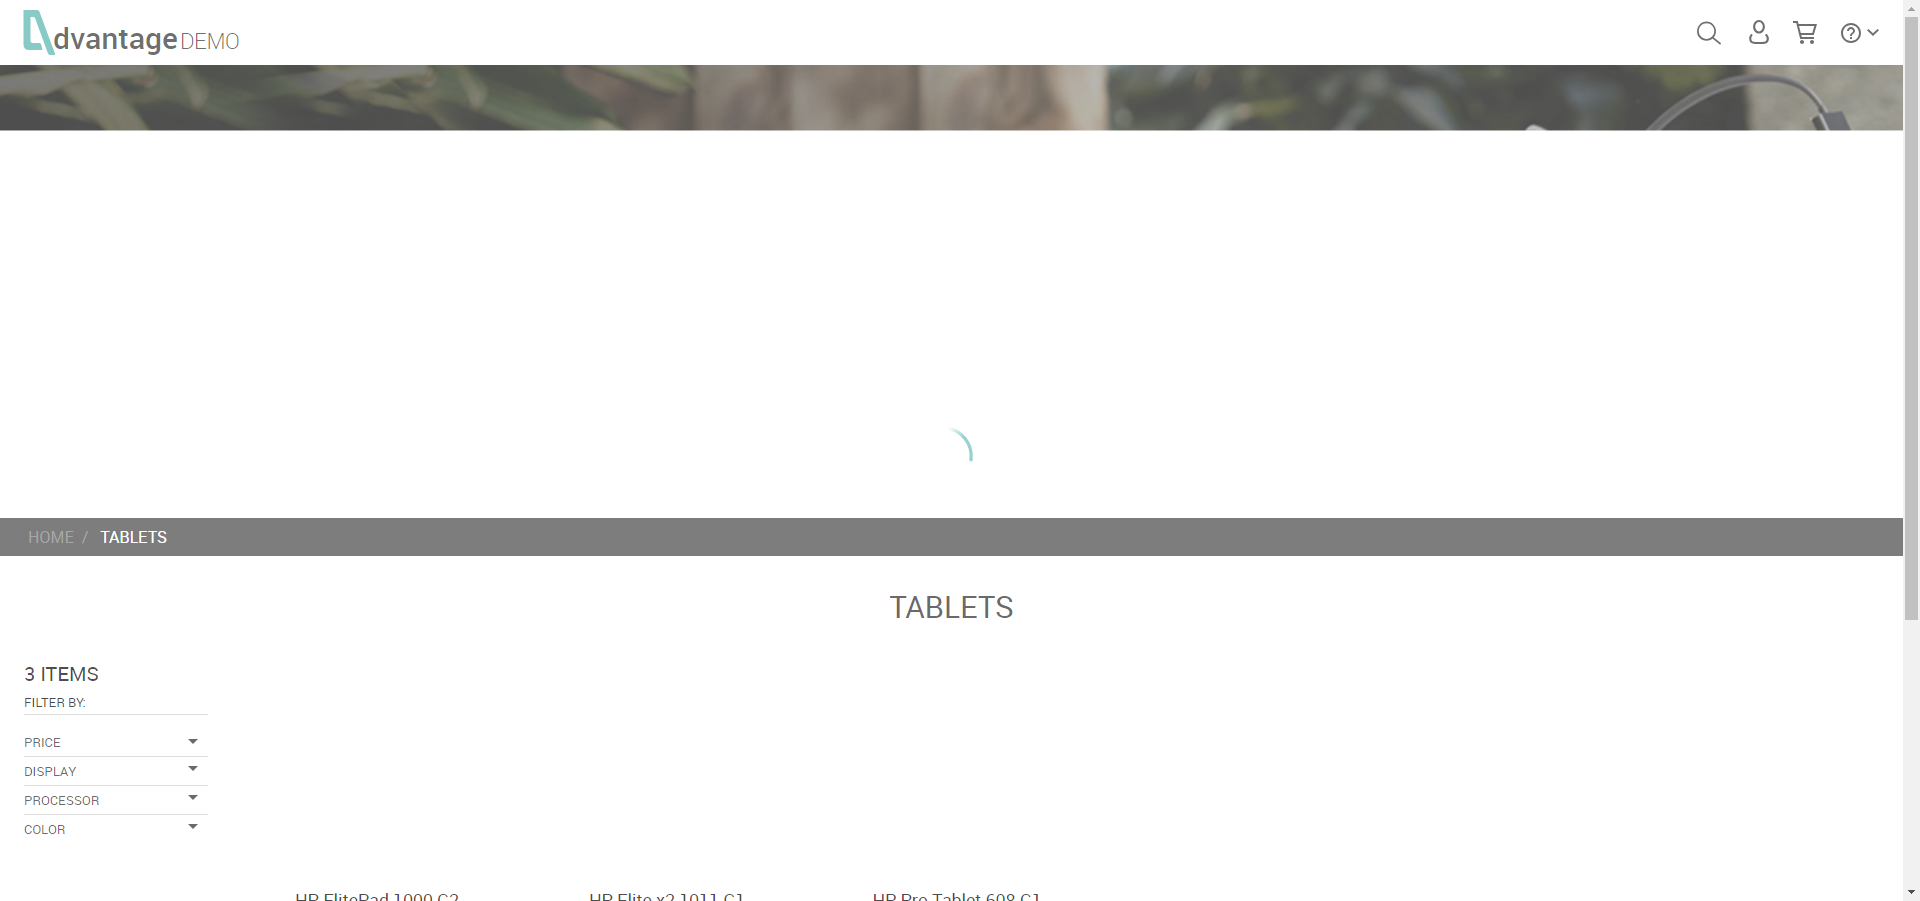 dvantage DEMO
HOME / TABLETS
TABLETS
3 ITEMS
FILTER BY:
PRICE
DISPLAY
PROCESSOR
COLOR
HP ElitePad 1000 G2
HP Elite x2 1011 G1
HP Pro Tablet 608 G1